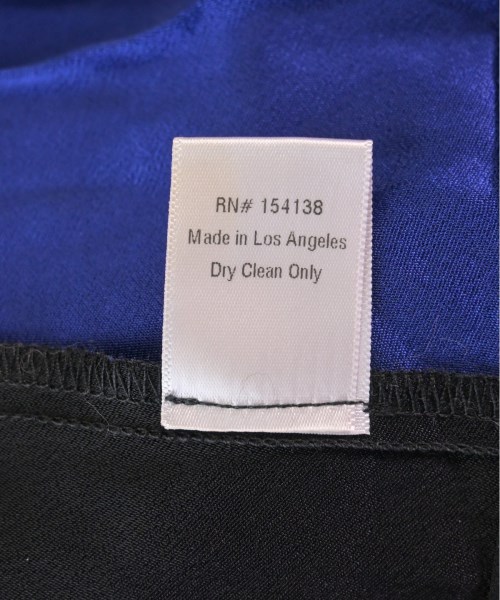 RN# 154138
Made in Los Angeles
Dry Clean Only